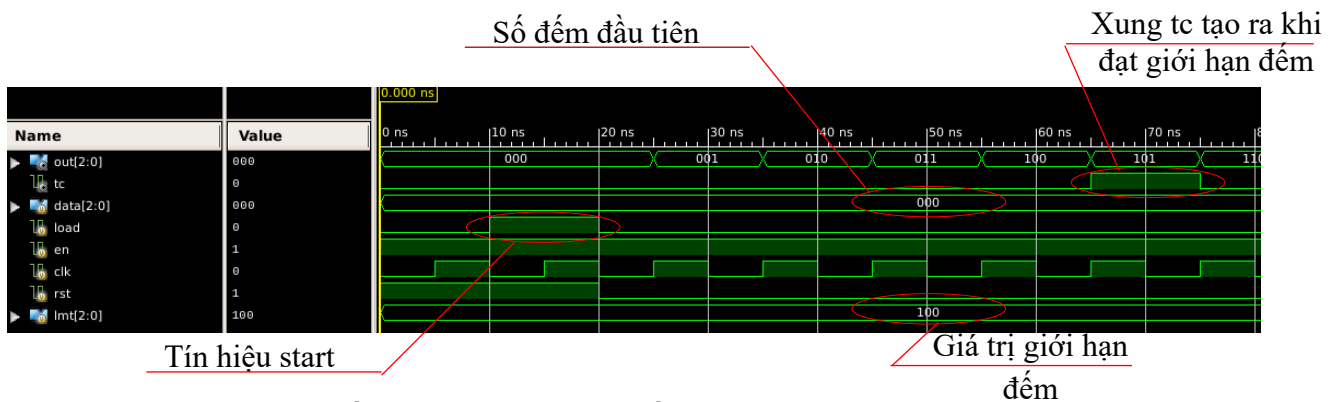 Số đếm đầu tiên
Xung tc tạo ra khi
đạt giới hạn đếm
0.000 ns
Name Value 0 ns 10 ns 20 ns 30 ns 40 ns 50 ns 60 ns 70 ns
out[2:0] 000 000 001 010 011 100 101 110
tc 0
data[2:0] 000 000
load 0
en 1
clk 0
rst 1
lmt[2:0] 100 100
Tín hiệu start
Giá trị giới hạn
đếm